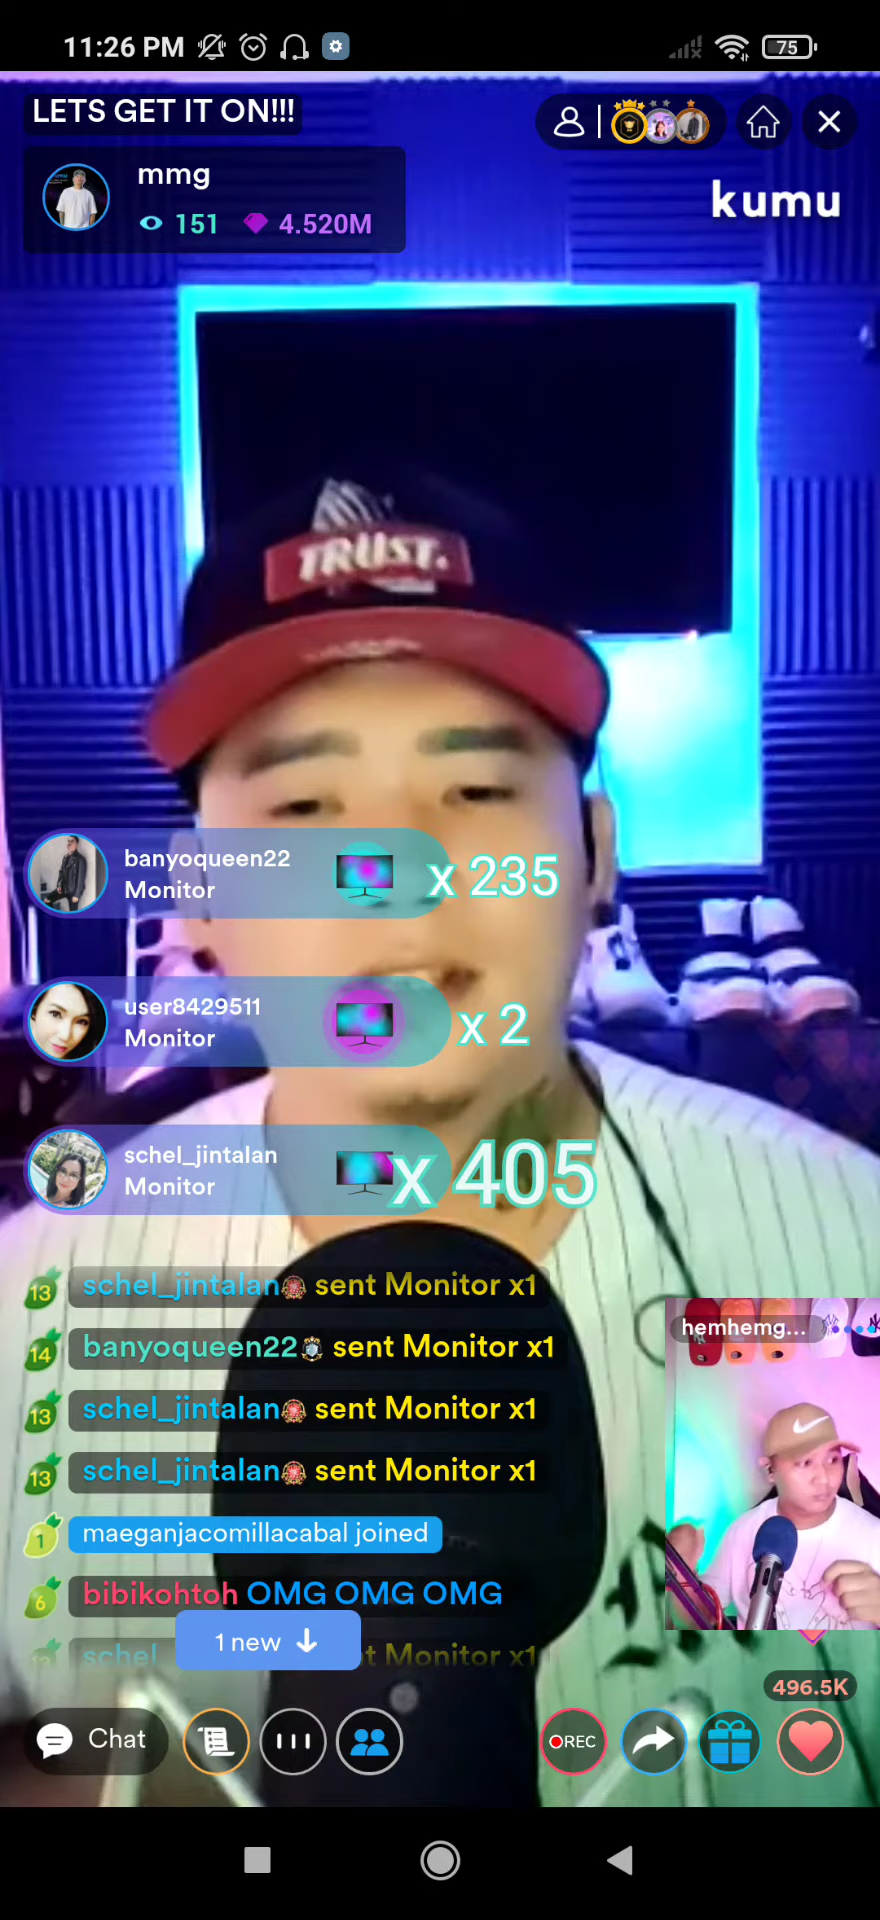 11:26 PM
75
LETS GET IT ON!!!
mmg
151 4.520M
kumu
TRUST.
banyoqueen22
Monitor
x 235
user8429511
Monitor
x 2
schel_jintalan
Monitor
x 405
13 schel_jintalan sent Monitor x1
14 banyoqueen22 sent Monitor x1
13 schel_jintalan sent Monitor x1
13 schel_jintalan sent Monitor x1
1 maeganjacomillacabal joined
6 bibikohtoh OMG OMG OMG
schel t Monitor x1
1 new
hemhemg...
496.5K
Chat
REC